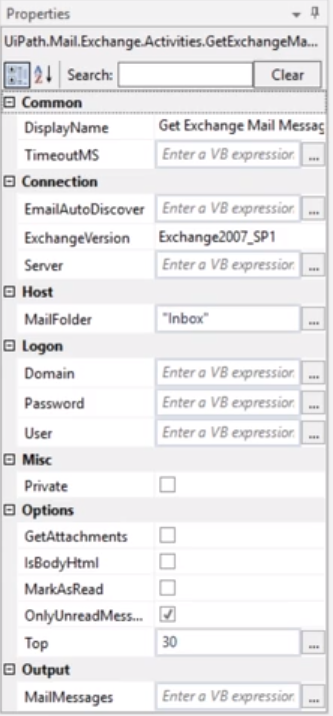 Properties
UiPath.Mail.Exchange.Activities.GetExchangeMa...
Search: Clear
Common
DisplayName Get Exchange Mail Messag
TimeoutMS Enter a VB expression ...
Connection
EmailAutoDiscover Enter a VB expression ...
ExchangeVersion Exchange2007_SP1
Server Enter a VB expression ...
Host
MailFolder "Inbox" ...
Logon
Domain Enter a VB expression ...
Password Enter a VB expression ...
User Enter a VB expression ...
Misc
Private
Options
GetAttachments
IsBodyHtml
MarkAsRead
OnlyUnreadMess...
Top 30 ...
Output
MailMessages Enter a VB expression ...